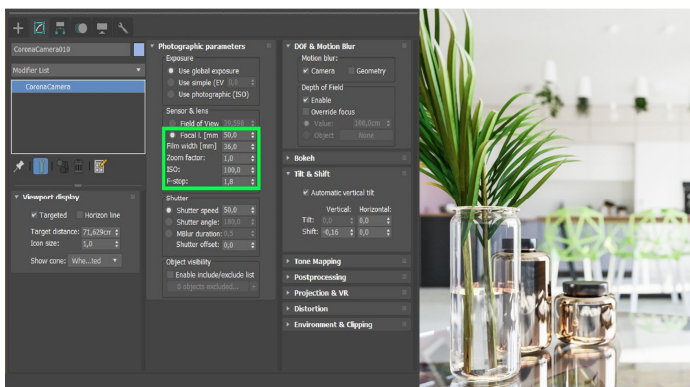 CoronaCamera010
Modifier List
CoronaCamera
Viewport display
Targeted
Horizon line
Target distance: 71,629cm
Icon size: 1,0
Show cone: Whe...ted
Photographic parameters
Exposure
Use global exposure
Use simple (EV 0,0
Use photographic (ISO)
Sensor & lens
Field of View 39,598
Focal l. [mm 50,0
Film width [mm] 36,0
Zoom factor: 1,0
ISO: 100,0
F-stop: 1,8
Shutter
Shutter speed 50,0
Shutter angle: 180,0
MBlur duration: 0,5
Shutter offset: 0,0
Object visibility
Enable include/exclude list
0 objects excluded...
DOF & Motion Blur
Motion blur:
Camera
Geometry
Depth of Field
Enable
Override focus
Value: 100,0cm
Object None
Bokeh
Tilt & Shift
Automatic vertical tilt
Vertical: Horizontal:
Tilt: 0,0 0,0
Shift: -0,16 0,0
Tone Mapping
Postprocessing
Projection & VR
Distortion
Environment & Clipping